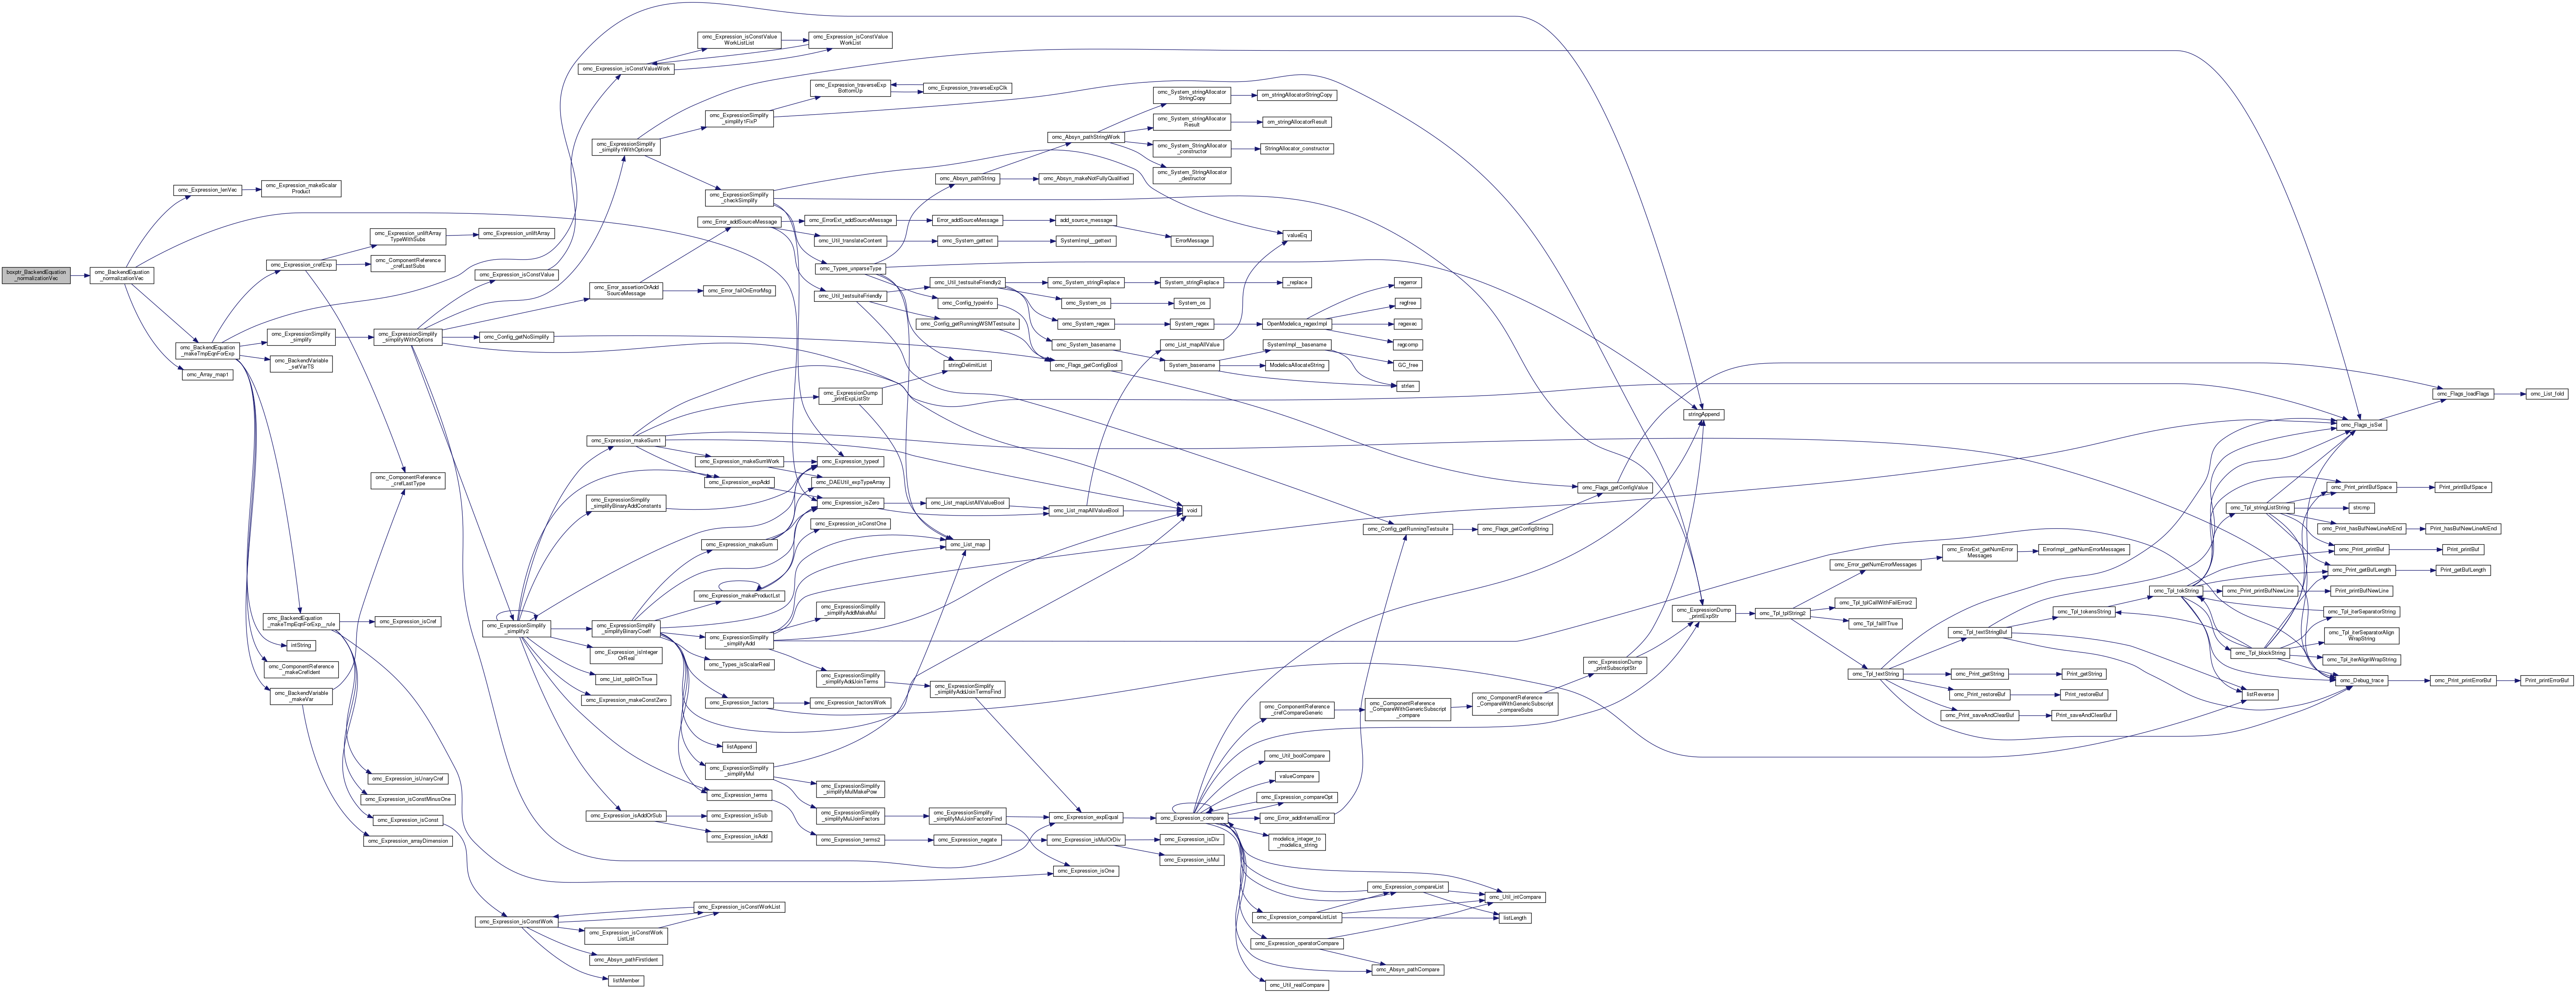 boxptr_BackendEquation
_normalizationVec
omc_BackendEquation
_normalizationVec
omc_Expression_lenVec
omc_Expression_makeScalar
Product
omc_BackendEquation
_makeTmpEqnForExp
omc_Array_map1
omc_Expression_crefExp
omc_Expression_unliftArray
TypeWithSubs
omc_Expression_unliftArray
omc_ComponentReference
_crefLastSubs
omc_ExpressionSimplify
_simplify
omc_BackendVariable
_setVarTS
omc_ExpressionSimplify
_simplifyWithOptions
omc_ComponentReference
_crefLastType
omc_BackendEquation
_makeTmpEqnForExp__rule
omc_Expression_isCref
intString
omc_ComponentReference
_makeCrefIdent
omc_BackendVariable
_makeVar
omc_Expression_isUnaryCref
omc_Expression_isConstMinusOne
omc_Expression_isConst
omc_Expression_arrayDimension
omc_Expression_isConstValue
omc_Config_getNoSimplify
omc_ExpressionSimplify
_simplify2
omc_Expression_isConstWork
omc_Expression_isConstValueWork
omc_Expression_isConstValue
WorkListList
omc_Expression_isConstValue
WorkList
omc_ExpressionSimplify
_simplify1WithOptions
omc_ExpressionSimplify
_simplify1FixP
omc_Expression_traverseExp
BottomUp
omc_Expression_traverseExpClk
omc_ExpressionSimplify
_checkSimplify
omc_Error_addSourceMessage
omc_ErrorExt_addSourceMessage
Error_addSourceMessage
add_source_message
ErrorMessage
omc_Util_translateContent
omc_System_gettext
SystemImpl__gettext
omc_Error_assertionOrAdd
SourceMessage
omc_Error_failOnErrorMsg
omc_Types_unparseType
omc_Util_testsuiteFriendly
omc_Absyn_pathString
omc_Absyn_makeNotFullyQualified
omc_Absyn_pathStringWork
omc_System_stringAllocator
StringCopy
om_stringAllocatorStringCopy
omc_System_stringAllocator
Result
om_stringAllocatorResult
omc_System_StringAllocator
_constructor
StringAllocator_constructor
omc_System_StringAllocator
_destructor
valueEq
omc_Util_testsuiteFriendly2
omc_Config_typeinfo
omc_Config_getRunningWSMTestsuite
omc_System_stringReplace
System_stringReplace
_replace
omc_System_os
System_os
omc_System_regex
System_regex
OpenModelica_regexImpl
regerror
regfree
regexec
regcomp
omc_System_basename
System_basename
SystemImpl__basename
ModelicaAllocateString
GC_free
strlen
omc_List_mapAllValue
omc_Flags_getConfigBool
stringDelimitList
omc_ExpressionDump
_printExpListStr
omc_Expression_makeSum1
omc_Expression_makeSumWork
omc_Expression_typeof
omc_Expression_expAdd
omc_DAEUtil_expTypeArray
omc_ExpressionSimplify
_simplifyBinaryAddConstants
omc_Expression_isZero
omc_List_mapListAllValueBool
omc_List_mapAllValueBool
void
omc_Expression_isConstOne
omc_Expression_makeSum
omc_List_map
omc_Expression_makeProductLst
omc_ExpressionSimplify
_simplifyBinaryCoeff
omc_ExpressionSimplify
_simplifyAddMakeMul
omc_ExpressionSimplify
_simplifyAdd
omc_Expression_isInteger
OrReal
omc_Types_isScalarReal
omc_List_splitOnTrue
omc_ExpressionSimplify
_simplifyAddJoinTerms
omc_ExpressionSimplify
_simplifyAddJoinTermsFind
omc_Expression_makeConstZero
omc_Expression_factors
omc_Expression_factorsWork
listAppend
omc_ExpressionSimplify
_simplifyMul
omc_ExpressionSimplify
_simplifyMulMakePow
omc_Expression_terms
omc_ExpressionSimplify
_simplifyMulJoinFactors
omc_ExpressionSimplify
_simplifyMulJoinFactorsFind
omc_Expression_isAddOrSub
omc_Expression_isSub
omc_Expression_isAdd
omc_Expression_terms2
omc_Expression_negate
omc_Expression_isMulOrDiv
omc_Expression_isDiv
omc_Expression_isMul
omc_Expression_isOne
omc_Expression_expEqual
omc_Expression_compare
omc_Expression_isConstWorkList
omc_Expression_isConstWork
ListList
omc_Absyn_pathFirstIdent
listMember
omc_ComponentReference
_crefCompareGeneric
omc_ComponentReference
_CompareWithGenericSubscript
_compare
omc_ComponentReference
_CompareWithGenericSubscript
_compareSubs
omc_Util_boolCompare
valueCompare
omc_Expression_compareOpt
omc_Error_addInternalError
modelica_integer_to
_modelica_string
omc_Expression_compareList
omc_Util_intCompare
omc_Expression_compareListList
listLength
omc_Expression_operatorCompare
omc_Absyn_pathCompare
omc_Util_realCompare
omc_Config_getRunningTestsuite
omc_Flags_getConfigString
omc_Flags_getConfigValue
stringAppend
omc_ExpressionDump
_printSubscriptStr
omc_ExpressionDump
_printExpStr
omc_Tpl_tplString2
omc_Error_getNumErrorMessages
omc_ErrorExt_getNumError
Messages
ErrorImpl__getNumErrorMessages
omc_Tpl_tplCallWithFailError2
omc_Tpl_failIfTrue
omc_Tpl_textString
omc_Tpl_textStringBuf
omc_Tpl_tokensString
omc_Print_getString
Print_getString
omc_Print_restoreBuf
Print_restoreBuf
omc_Print_saveAndClearBuf
Print_saveAndClearBuf
omc_Tpl_tokString
omc_Tpl_stringListString
omc_Tpl_blockString
listReverse
omc_Flags_isSet
omc_Flags_loadFlags
omc_List_fold
omc_Print_printBufSpace
Print_printBufSpace
strcmp
omc_Print_hasBufNewLineAtEnd
Print_hasBufNewLineAtEnd
omc_Print_printBuf
Print_printBuf
omc_Print_getBufLength
Print_getBufLength
omc_Print_printBufNewLine
Print_printBufNewLine
omc_Tpl_iterSeparatorString
omc_Tpl_iterSeparatorAlign
WrapString
omc_Tpl_iterAlignWrapString
omc_Debug_trace
omc_Print_printErrorBuf
Print_printErrorBuf